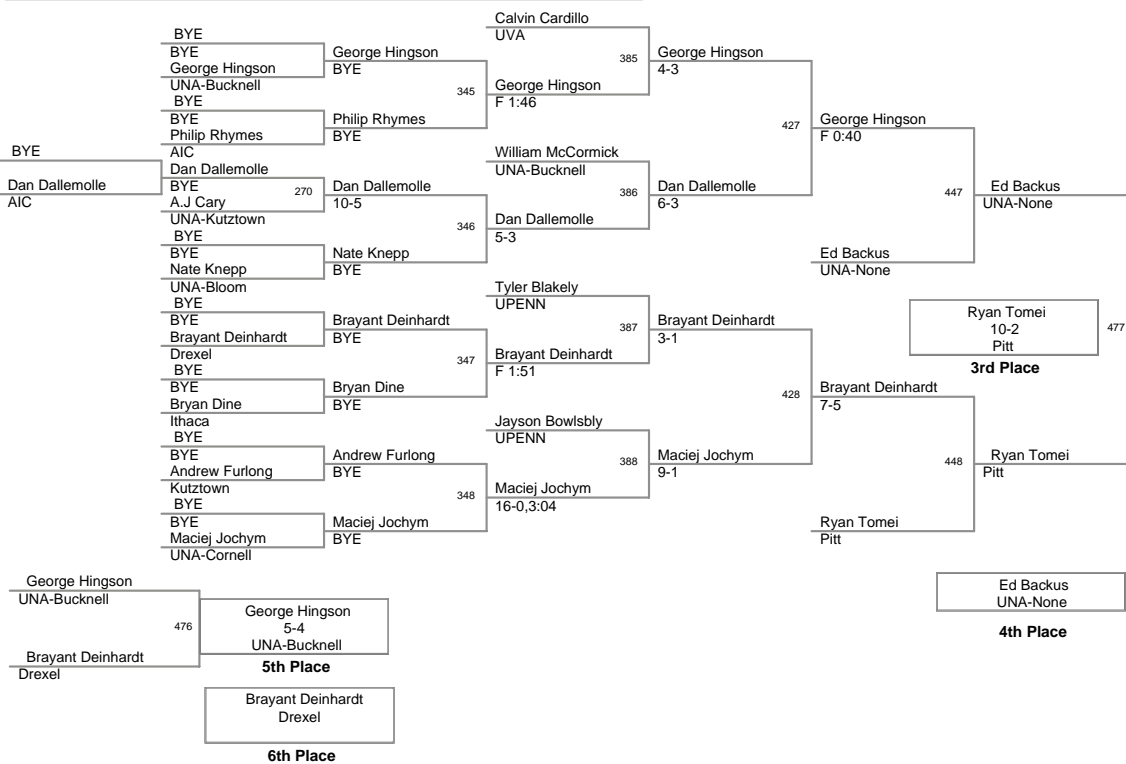 BYE
Dan Dallemolle
AIC
BYE
BYE
George Hingson
UNA-Bucknell
BYE
BYE
Philip Rhymes
AIC
Dan Dallemolle
BYE
A.J Cary
UNA-Kutztown
BYE
BYE
Nate Knepp
UNA-Bloom
BYE
BYE
Brayant Deinhardt
Drexel
BYE
BYE
Bryan Dine
Ithaca
BYE
BYE
Andrew Furlong
Kutztown
BYE
BYE
Maciej Jochym
UNA-Cornell
270
George Hingson
BYE
Philip Rhymes
BYE
Dan Dallemolle
10-5
Nate Knepp
BYE
Brayant Deinhardt
BYE
Bryan Dine
BYE
Andrew Furlong
BYE
Maciej Jochym
BYE
345
346
347
348
Calvin Cardillo
UVA
George Hingson
F 1:46
William McCormick
UNA-Bucknell
Dan Dallemolle
5-3
Tyler Blakely
UPENN
Brayant Deinhardt
F 1:51
Jayson Bowlsbly
UPENN
Maciej Jochym
16-0,3:04
385
386
387
388
George Hingson
4-3
Dan Dallemolle
6-3
Brayant Deinhardt
3-1
Maciej Jochym
9-1
427
428
George Hingson
F 0:40
Ed Backus
UNA-None
Brayant Deinhardt
7-5
Ryan Tomei
Pitt
447
448
Ed Backus
UNA-None
Ryan Tomei
Pitt
Ryan Tomei
10-2
Pitt
477
3rd Place
Ed Backus
UNA-None
4th Place
George Hingson
UNA-Bucknell
476
Brayant Deinhardt
Drexel
George Hingson
5-4
UNA-Bucknell
5th Place
Brayant Deinhardt
Drexel
6th Place